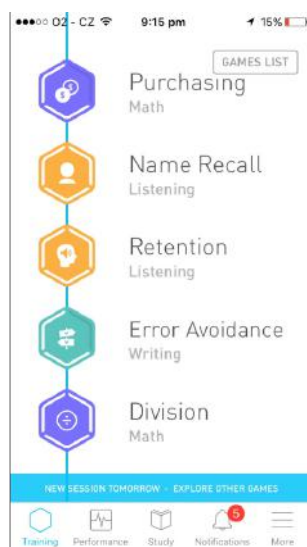 O2 - CZ 9:15 pm 15%
GAMES LIST
Purchasing
Math
Name Recall
Listening
Retention
Listening
Error Avoidance
Writing
Division
Math
NEW SESSION TOMORROW - EXPLORE OTHER GAMES
5
Training Performance Study Notifications More